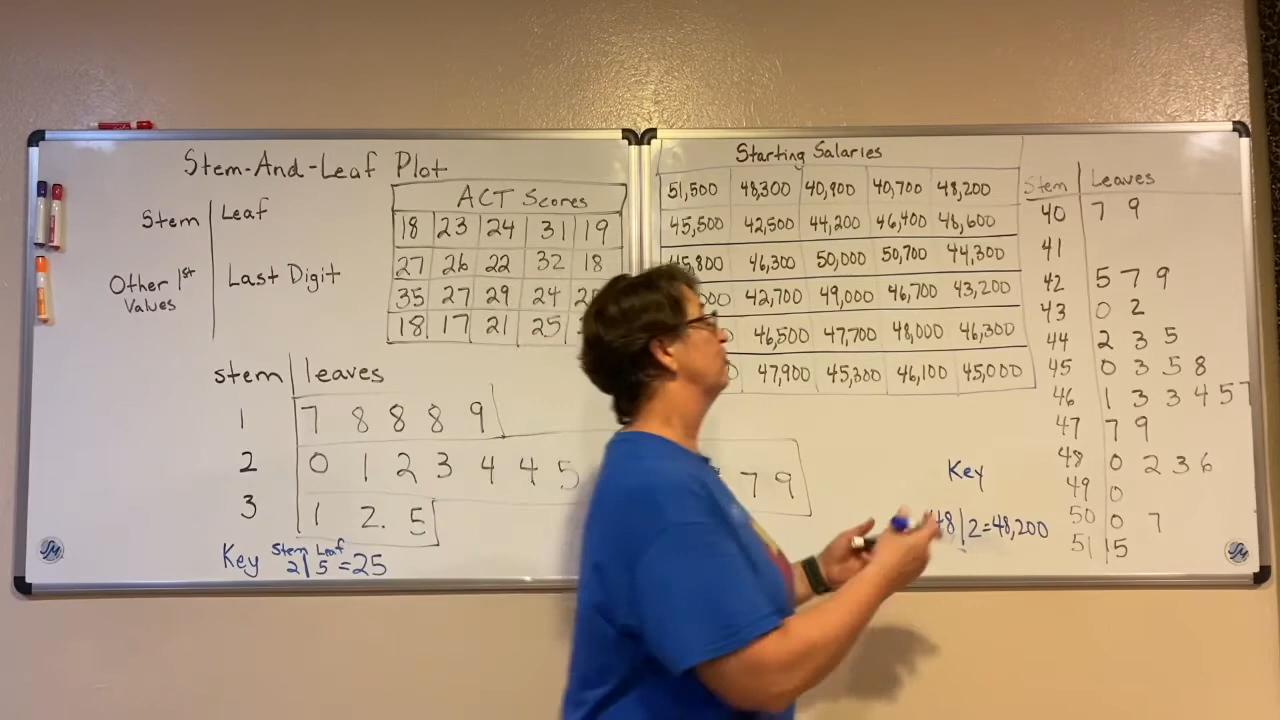 Stem-And-Leaf Plot
Stem | Leaf
Other 1st Values | Last Digit
ACT Scores
18 23 24 31 19
27 26 22 32 18
35 27 29 24
18 17 21 25
stem | leaves
1 | 7 8 8 8 9
2 | 0 1 2 3 4 4 5 7 9
3 | 1 2. 5
Key Stem Leaf
2 | 5 = 25
Starting Salaries
51,500 48,300 40,900 40,700 48,200
45,500 42,500 44,200 46,400 48,600
45,800 46,300 50,000 50,700 44,300
42,700 49,000 46,700 43,200
46,500 47,700 48,000 46,300
47,900 45,300 46,100 45,000
Key
48 | 2 = 48,200
Stem | Leaves
40 | 7 9
41 |
42 | 5 7 9
43 | 0 2
44 | 2 3 5
45 | 0 3 5 8
46 | 1 3 3 4 5 7
47 | 7 9
48 | 0 2 3 6
49 | 0
50 | 0 7
51 | 5